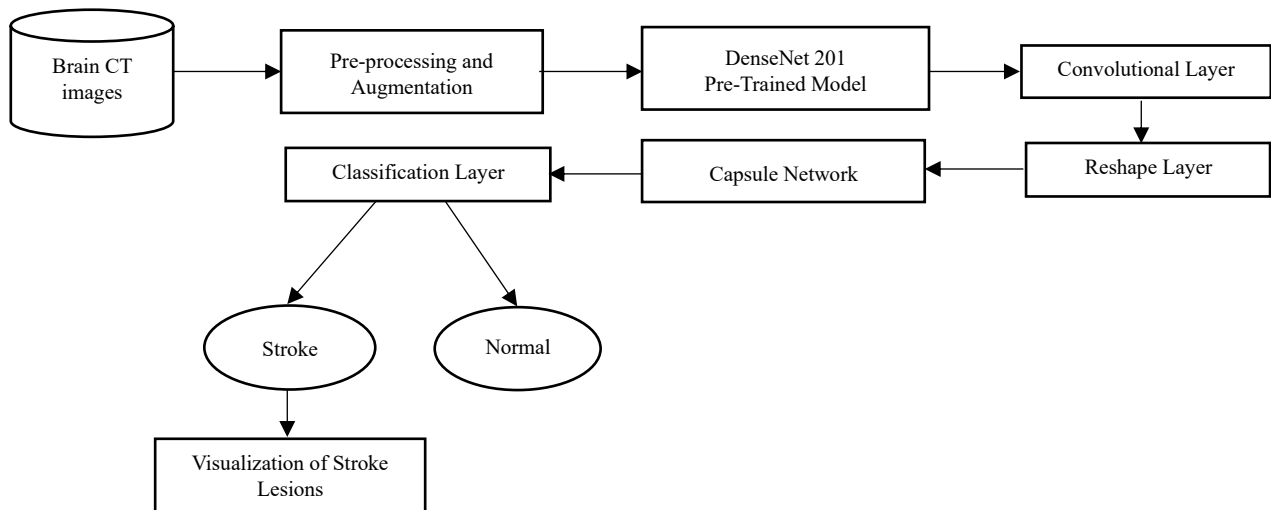 Brain CT
images
Pre-processing and
Augmentation
DenseNet 201
Pre-Trained Model
Convolutional Layer
Reshape Layer
Capsule Network
Classification Layer
Stroke
Normal
Visualization of Stroke
Lesions